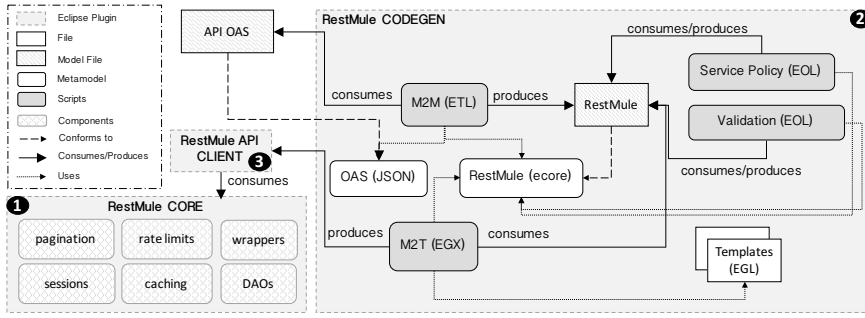 Eclipse Plugin
File
Model File
Metamodel
Scripts
Components
Conforms to
Consumes/Produces
Uses
API OAS
RestMule CODEGEN
2
consumes/produces
Service Policy (EOL)
consumes
M2M (ETL)
produces
RestMule
Validation (EOL)
RestMule API
CLIENT
3
consumes
OAS (JSON)
RestMule (ecore)
consumes/produces
1
RestMule CORE
pagination
rate limits
wrappers
sessions
caching
DAOs
produces
M2T (EGX)
consumes
Templates
(EGL)